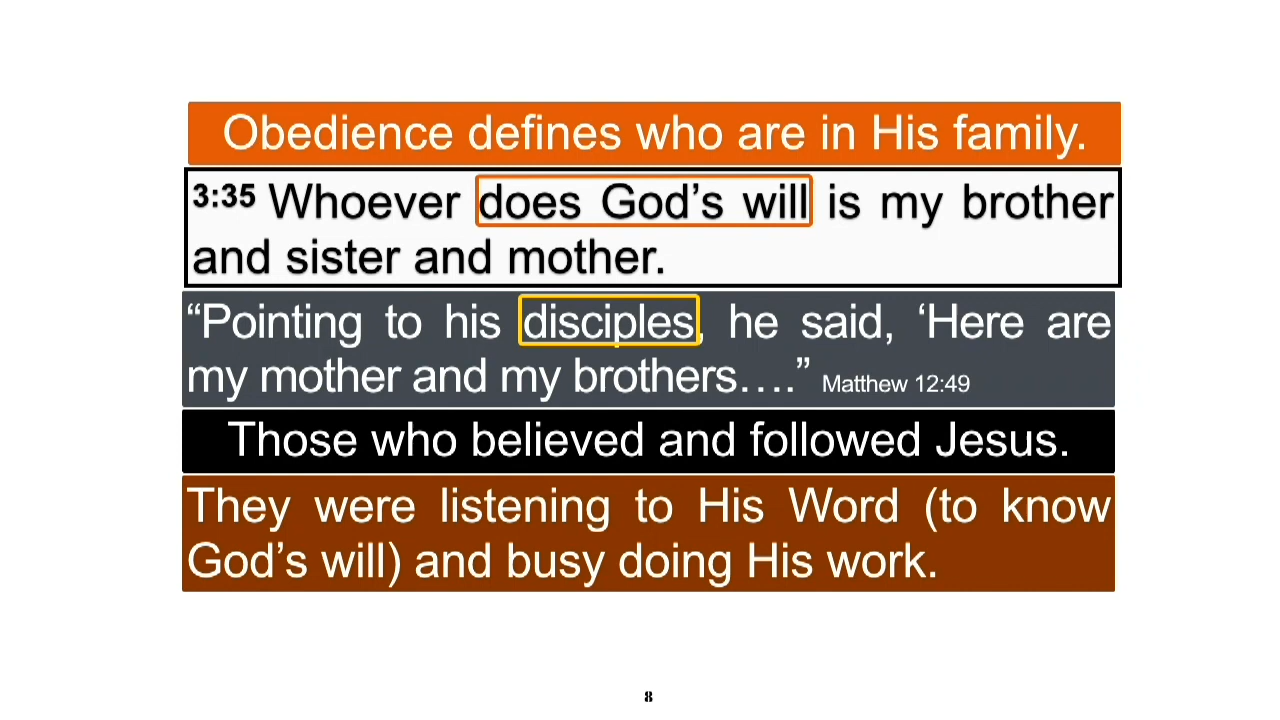 Obedience defines who are in His family.
3:35 Whoever does God’s will is my brother
and sister and mother.
“Pointing to his disciples, he said, ‘Here are
my mother and my brothers….” Matthew 12:49
Those who believed and followed Jesus.
They were listening to His Word (to know
God’s will) and busy doing His work.
8